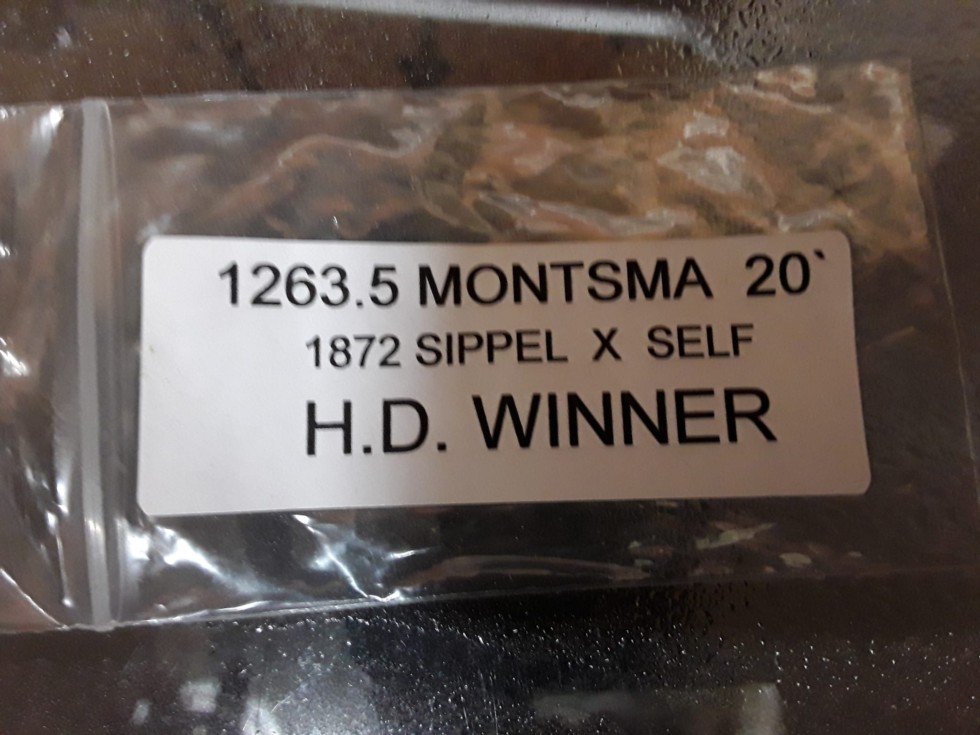 1263.5 MONTSMA 20`
1872 SIPPEL X SELF
H.D. WINNER